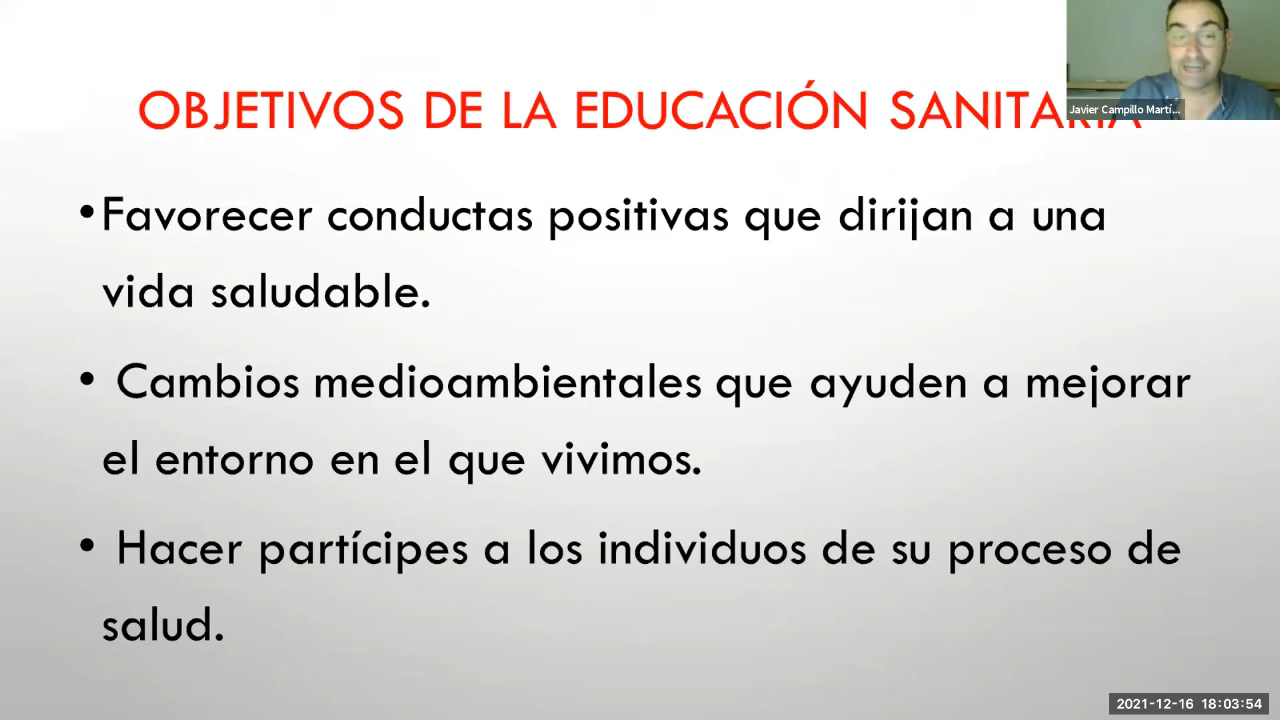 OBJETIVOS DE LA EDUCACIÓN SANITARIA
Javier Campillo Martí...
•Favorecer conductas positivas que dirijan a una
vida saludable.
• Cambios medioambientales que ayuden a mejorar
el entorno en el que vivimos.
• Hacer partícipes a los individuos de su proceso de
salud.
2021-12-16 18:03:54